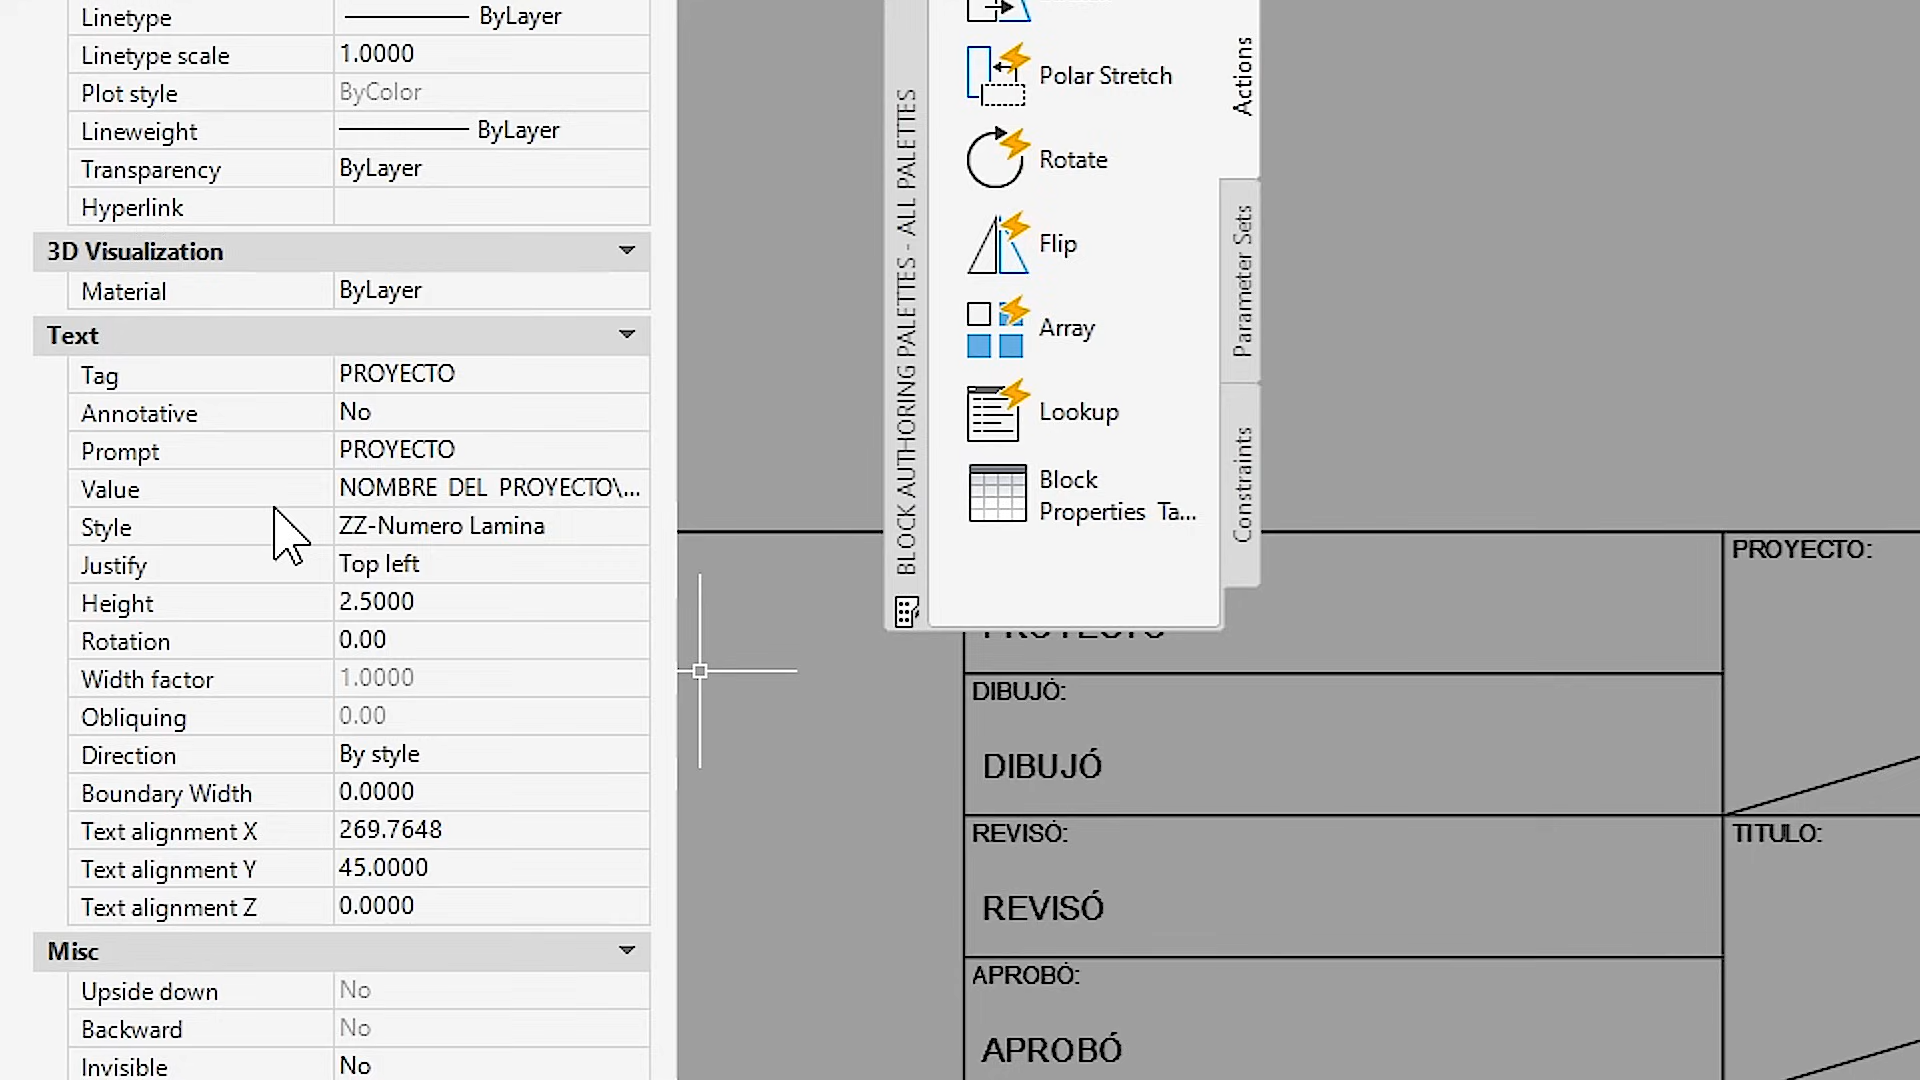 Linetype ByLayer
Linetype scale 1.0000
Plot style ByColor
Lineweight ByLayer
Transparency ByLayer
Hyperlink
3D Visualization
Material ByLayer
Text
Tag PROYECTO
Annotative No
Prompt PROYECTO
Value NOMBRE DEL PROYECTO\...
Style ZZ-Numero Lamina
Justify Top left
Height 2.5000
Rotation 0.00
Width factor 1.0000
Obliquing 0.00
Direction By style
Boundary Width 0.0000
Text alignment X 269.7648
Text alignment Y 45.0000
Text alignment Z 0.0000
Misc
Upside down No
Backward No
Invisible No
BLOCK AUTHORING PALETTES - ALL PALETTES
Polar Stretch
Rotate
Flip
Array
Lookup
Block
Properties Ta...
Actions
Parameter Sets
Constraints
PROYECTO
DIBUJÓ:
DIBUJÓ
REVISÓ:
REVISÓ
APROBÓ:
APROBÓ
PROYECTO:
TITULO: